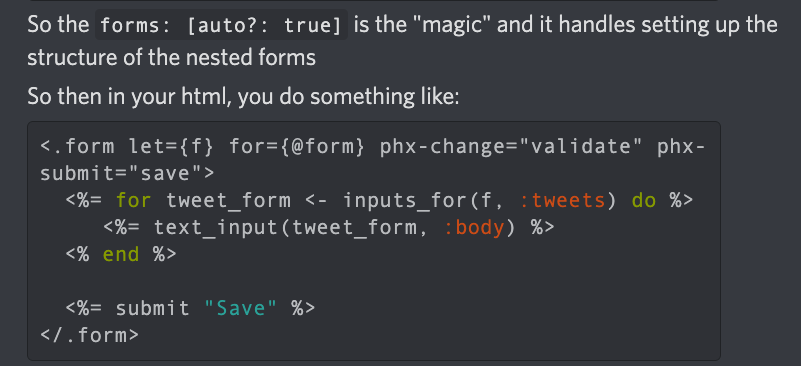 So the forms: [auto?: true] is the "magic" and it handles setting up the
structure of the nested forms
So then in your html, you do something like:
<.form let={f} for={@form} phx-change="validate" phx-
submit="save">
  <%= for tweet_form <- inputs_for(f, :tweets) do %>
     <%= text_input(tweet_form, :body) %>
  <% end %>

  <%= submit "Save" %>
</.form>